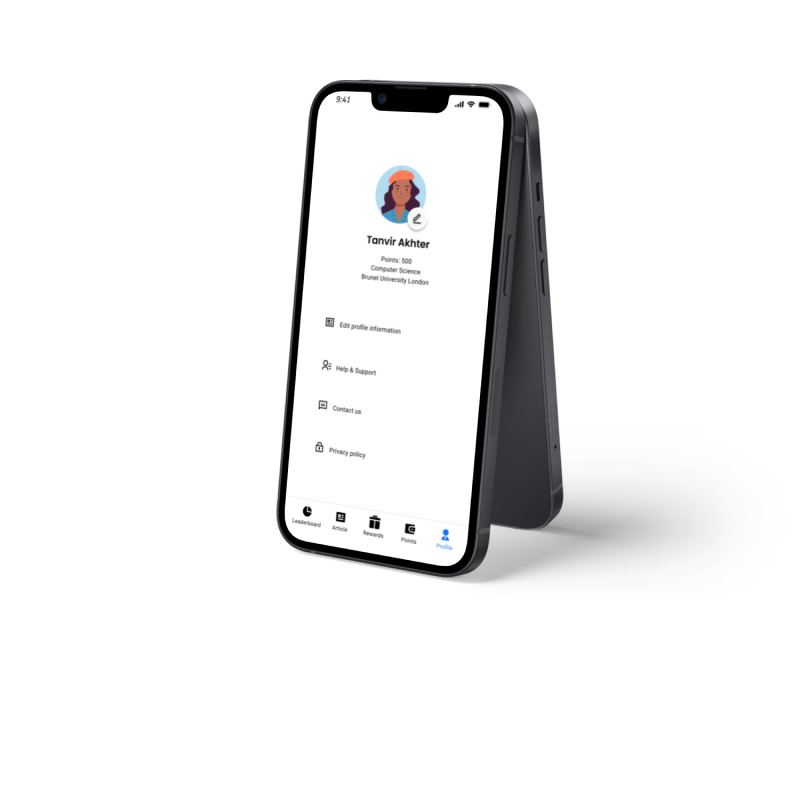 9:41
Tanvir Akhter
Points: 500
Computer Science
Brunel University London
Edit profile information
Help & Support
Contact us
Privacy policy
Leaderboard
Article
Rewards
Points
Profile